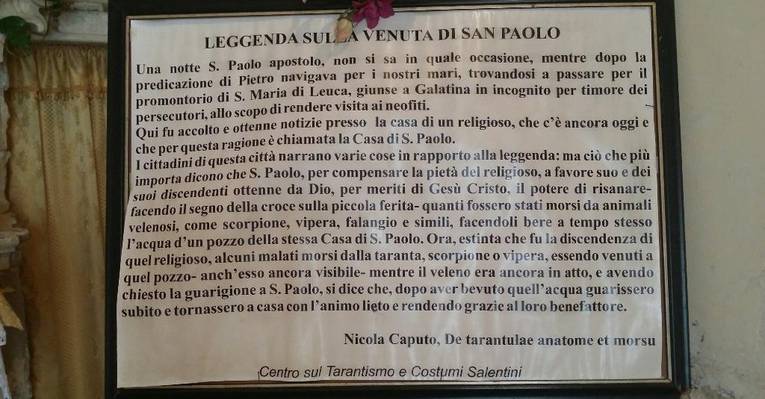 LEGGENDA SULLA VENUTA DI SAN PAOLO
Una notte S. Paolo apostolo, non si sa in quale occasione, mentre dopo la
predicazione di Pietro navigava per i nostri mari, trovandosi a passare per il
promontorio di S. Maria di Leuca, giunse a Galatina in incognito per timore dei
persecutori, allo scopo di rendere visita ai neofiti.
Qui fu accolto e ottenne notizie presso la casa di un religioso, che c'è ancora oggi e
che per questa ragione è chiamata la Casa di S. Paolo.
I cittadini di questa città narrano varie cose in rapporto alla leggenda: ma ciò che più
importa dicono che S. Paolo, per compensare la pietà del religioso, a favore suo e dei
suoi discendenti ottenne da Dio, per meriti di Gesù Cristo, il potere di risanare-
facendo il segno della croce sulla piccola ferita- quanti fossero stati morsi da animali
velenosi, come scorpione, vipera, falangio e simili, facendoli bere a tempo stesso
l'acqua d'un pozzo della stessa Casa di S. Paolo. Ora, estinta che fu la discendenza di
quel religioso, alcuni malati morsi dalla taranta, scorpione o vipera, essendo venuti a
quel pozzo- anch'esso ancora visibile- mentre il veleno era ancora in atto, e avendo
chiesto la guarigione a S. Paolo, si dice che, dopo aver bevuto quell'acqua guarissero
subito e tornassero a casa con l'animo lieto e rendendo grazie al loro benefattore.
Nicola Caputo, De tarantulae anatome et morsu
Centro sul Tarantismo e Costumi Salentini